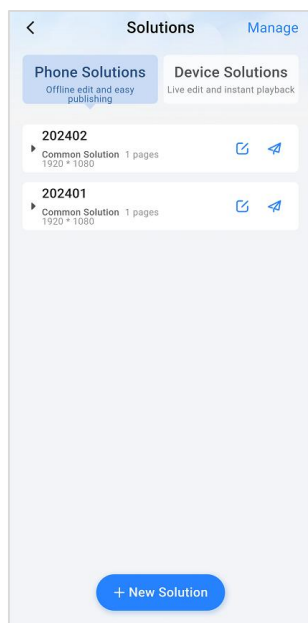 Solutions
Manage
Phone Solutions
Offline edit and easy
publishing
Device Solutions
Live edit and instant playback
202402
Common Solution 1 pages
1920 * 1080
202401
Common Solution 1 pages
1920 * 1080
+ New Solution